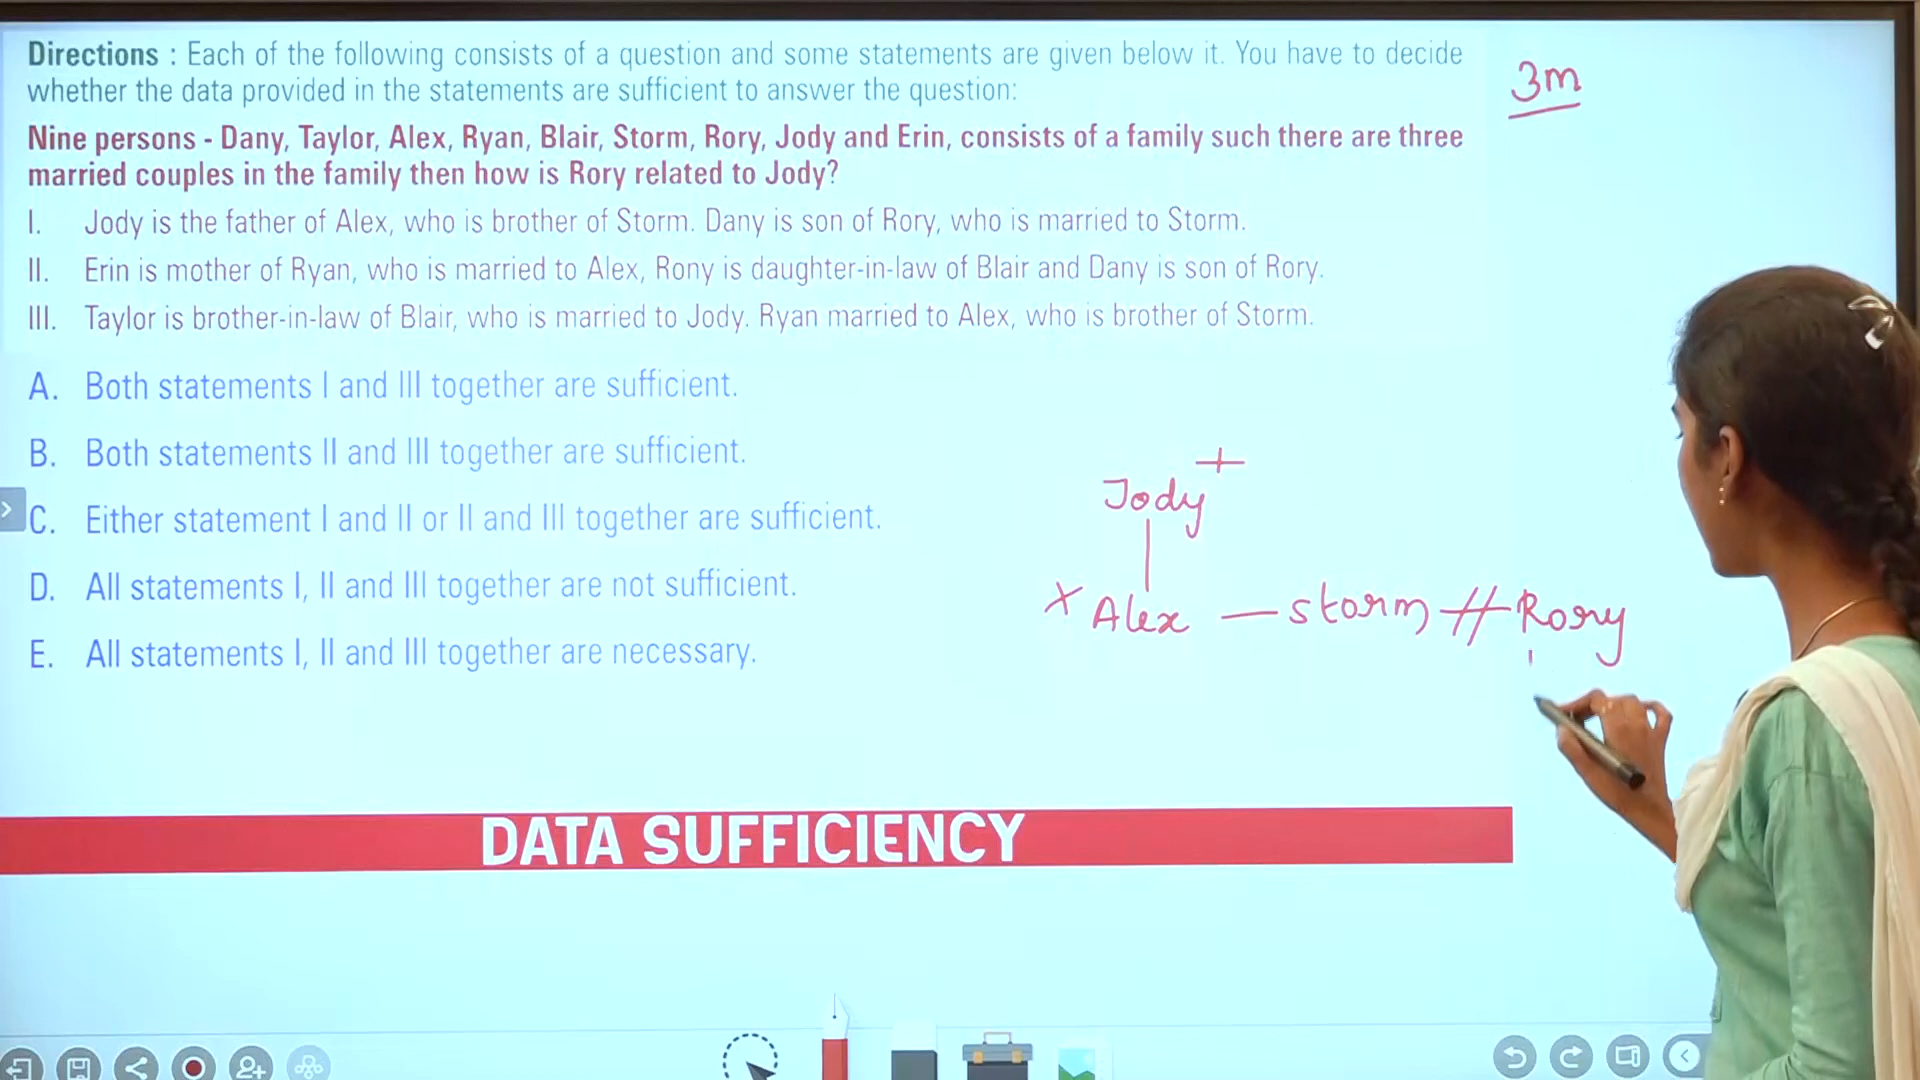 Directions : Each of the following consists of a question and some statements are given below it. You have to decide
whether the data provided in the statements are sufficient to answer the question:
3m
Nine persons - Dany, Taylor, Alex, Ryan, Blair, Storm, Rory, Jody and Erin, consists of a family such there are three
married couples in the family then how is Rory related to Jody?
I. Jody is the father of Alex, who is brother of Storm. Dany is son of Rory, who is married to Storm.
II. Erin is mother of Ryan, who is married to Alex, Rony is daughter-in-law of Blair and Dany is son of Rory.
III. Taylor is brother-in-law of Blair, who is married to Jody. Ryan married to Alex, who is brother of Storm.
A. Both statements I and III together are sufficient.
B. Both statements II and III together are sufficient.
C. Either statement I and II or II and III together are sufficient.
D. All statements I, II and III together are not sufficient.
E. All statements I, II and III together are necessary.
Jody +
x Alex — storm # Rory
DATA SUFFICIENCY